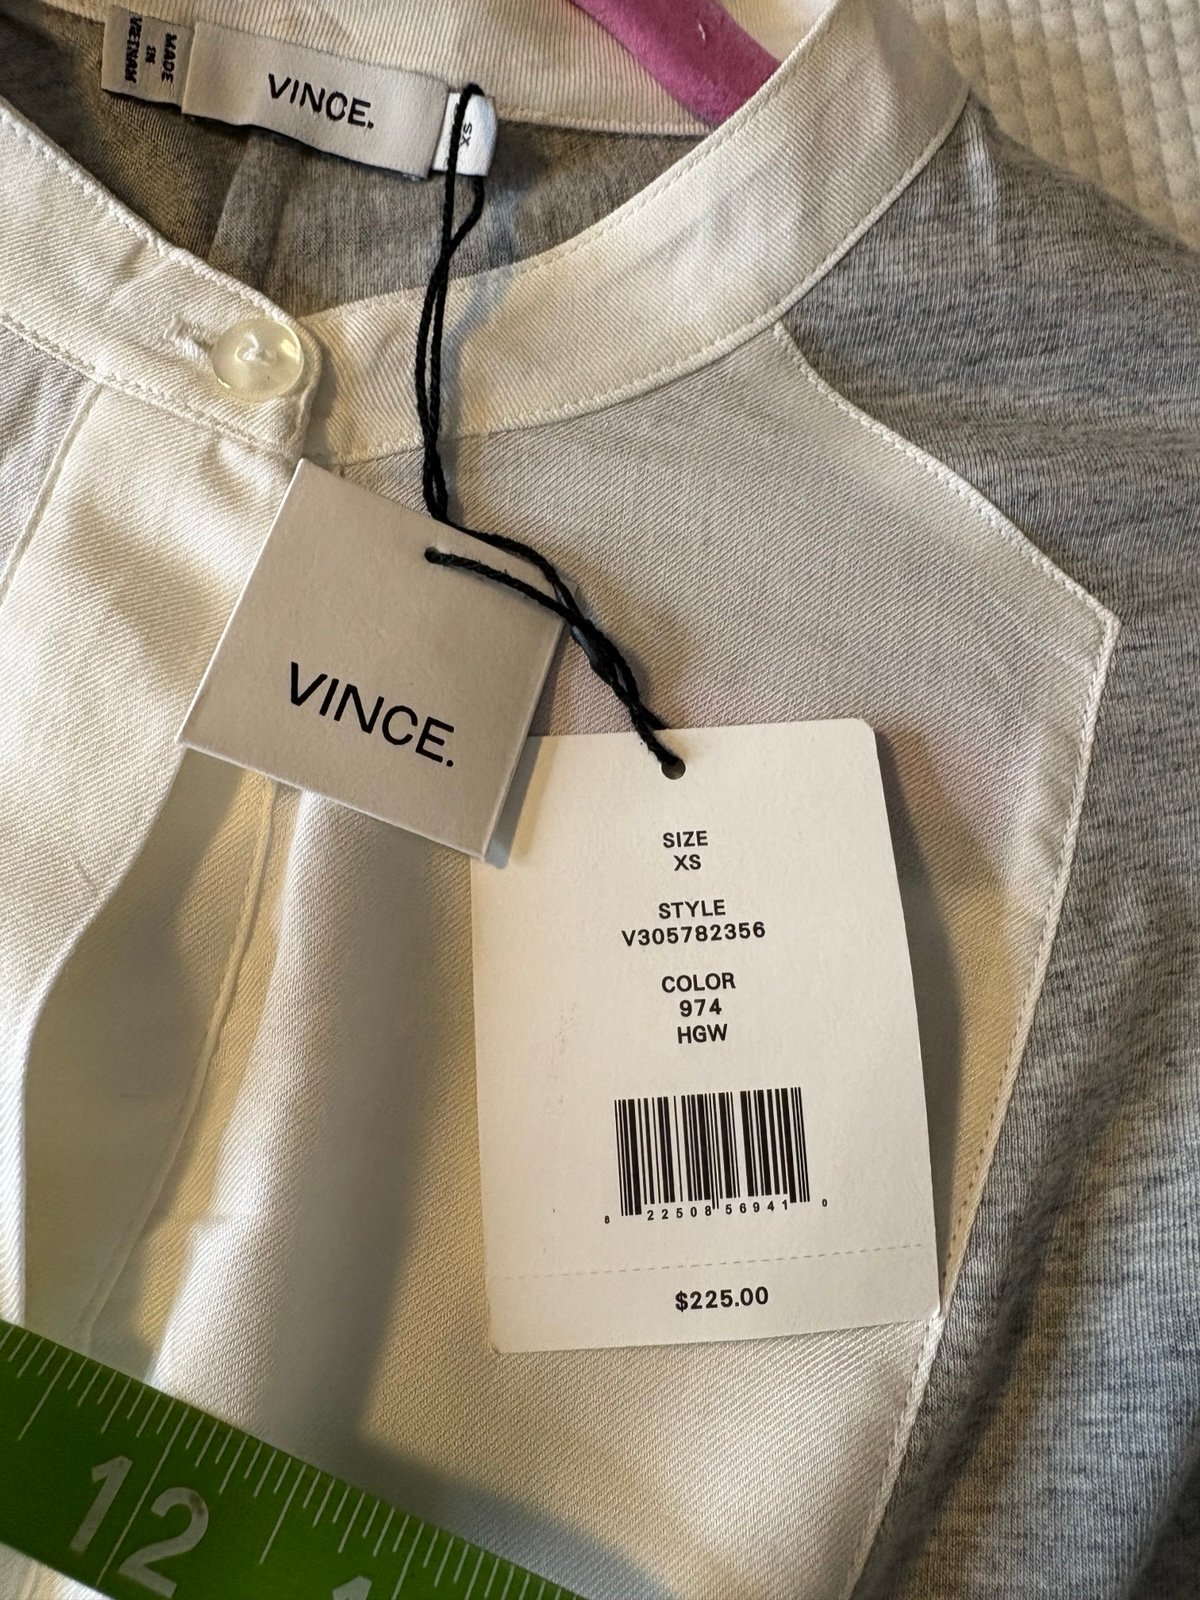 MADE
IN
VIETNAM
VINCE.
XS
VINCE.
SIZE
XS
STYLE
V305782356
COLOR
974
HGW
8 22508 56941 0
$225.00
12
1